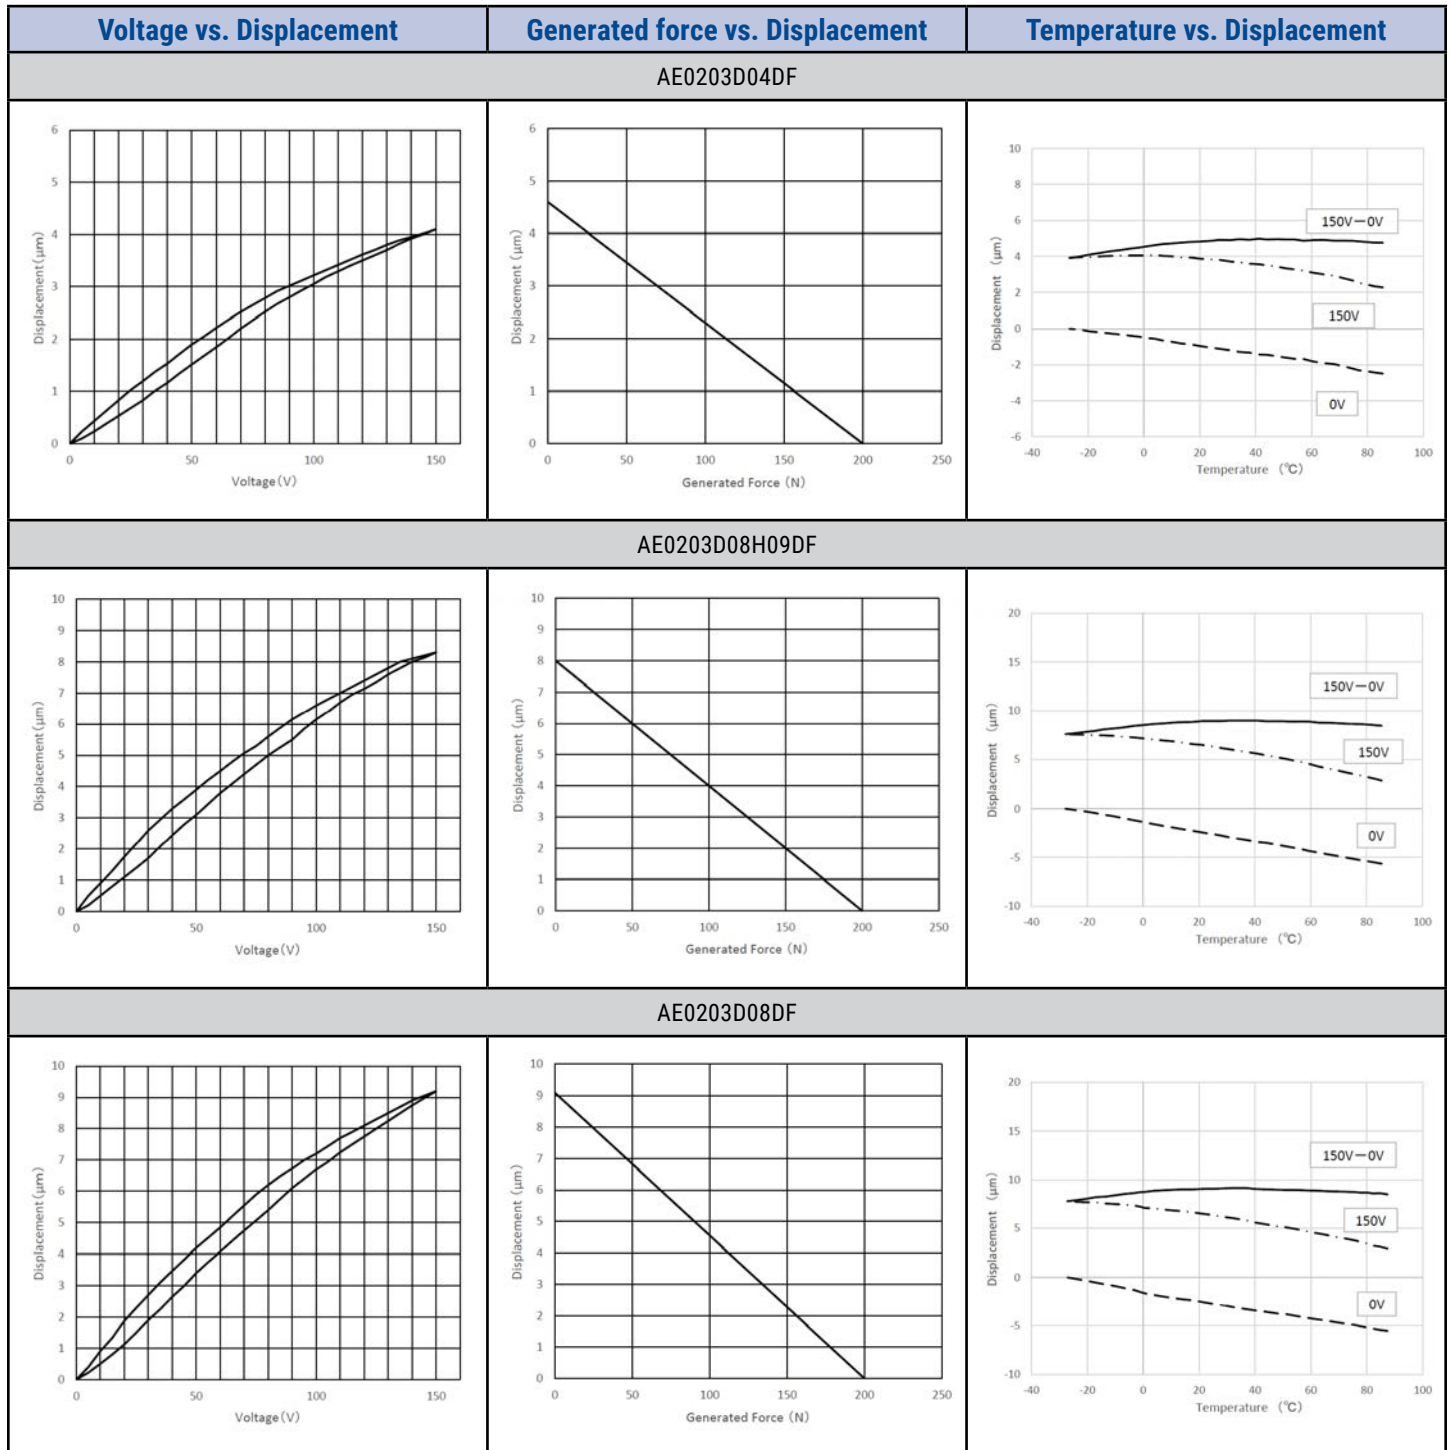 Voltage vs. Displacement
Generated force vs. Displacement
Temperature vs. Displacement
AE0203D04DF
6
5
4
3
2
1
0
Displacement(μm)
0 50 100 150
Voltage(V)
6
5
4
3
2
1
0
Displacement (μm)
0 50 100 150 200 250
Generated Force (N)
10
8
6
4
2
0
-2
-4
-6
Displacement (μm)
150V－0V
150V
0V
-40 -20 0 20 40 60 80 100
Temperature (℃)
AE0203D08H09DF
10
9
8
7
6
5
4
3
2
1
0
Displacement(μm)
0 50 100 150
Voltage(V)
10
9
8
7
6
5
4
3
2
1
0
Displacement (μm)
0 50 100 150 200 250
Generated Force (N)
20
15
10
5
0
-5
-10
Displacement (μm)
150V－0V
150V
0V
-40 -20 0 20 40 60 80 100
Temperature (℃)
AE0203D08DF
10
9
8
7
6
5
4
3
2
1
0
Displacement(μm)
0 50 100 150
Voltage(V)
10
9
8
7
6
5
4
3
2
1
0
Displacement (μm)
0 50 100 150 200 250
Generated Force (N)
20
15
10
5
0
-5
-10
Displacement (μm)
150V－0V
150V
0V
-40 -20 0 20 40 60 80 100
Temperature (℃)